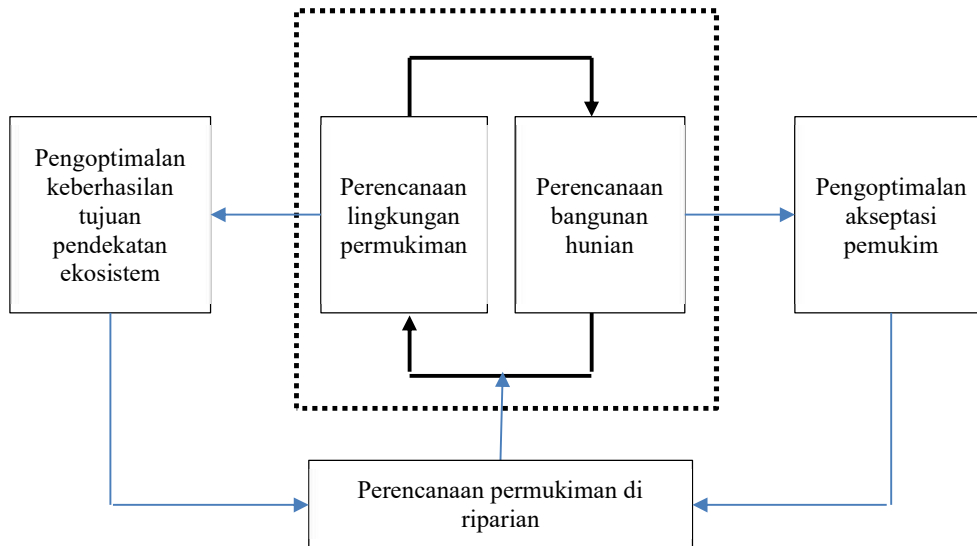 Pengoptimalan
keberhasilan
tujuan
pendekatan
ekosistem
Perencanaan
lingkungan
permukiman
Perencanaan
bangunan
hunian
Pengoptimalan
akseptasi
pemukim
Perencanaan permukiman di
riparian